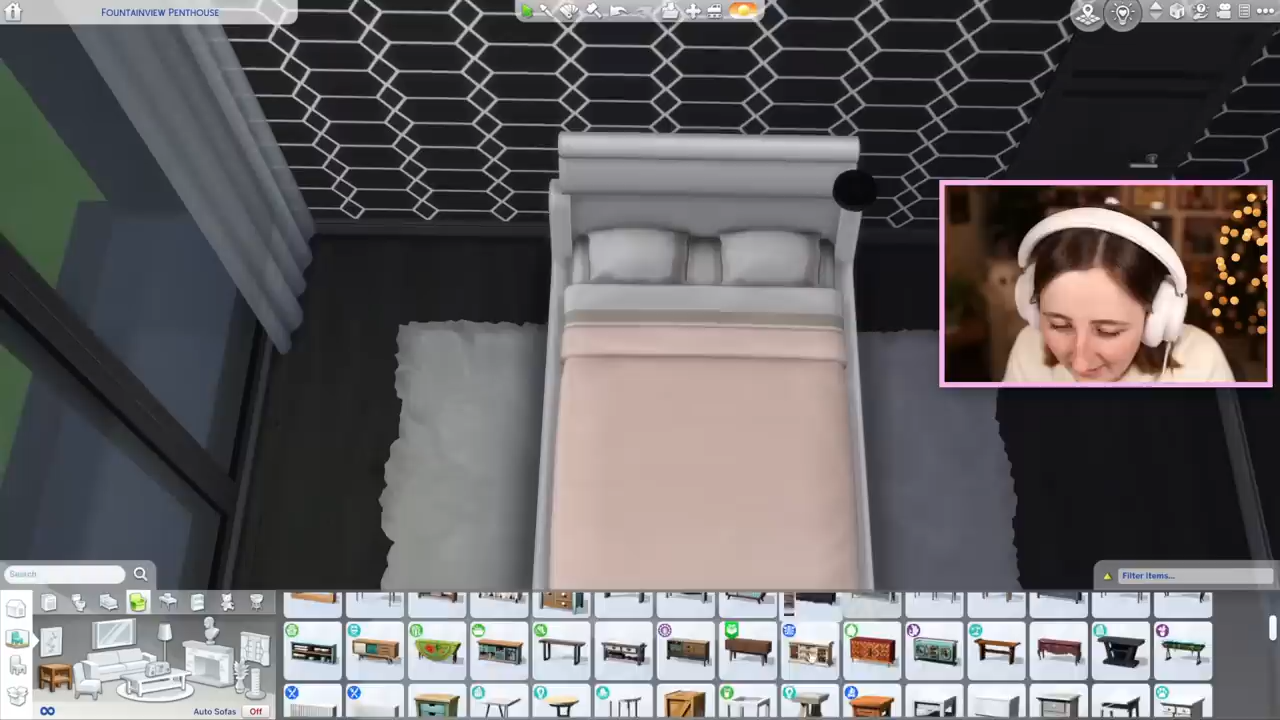 Fountainview Penthouse
Search
Filter Items...
Auto Sofas
Off